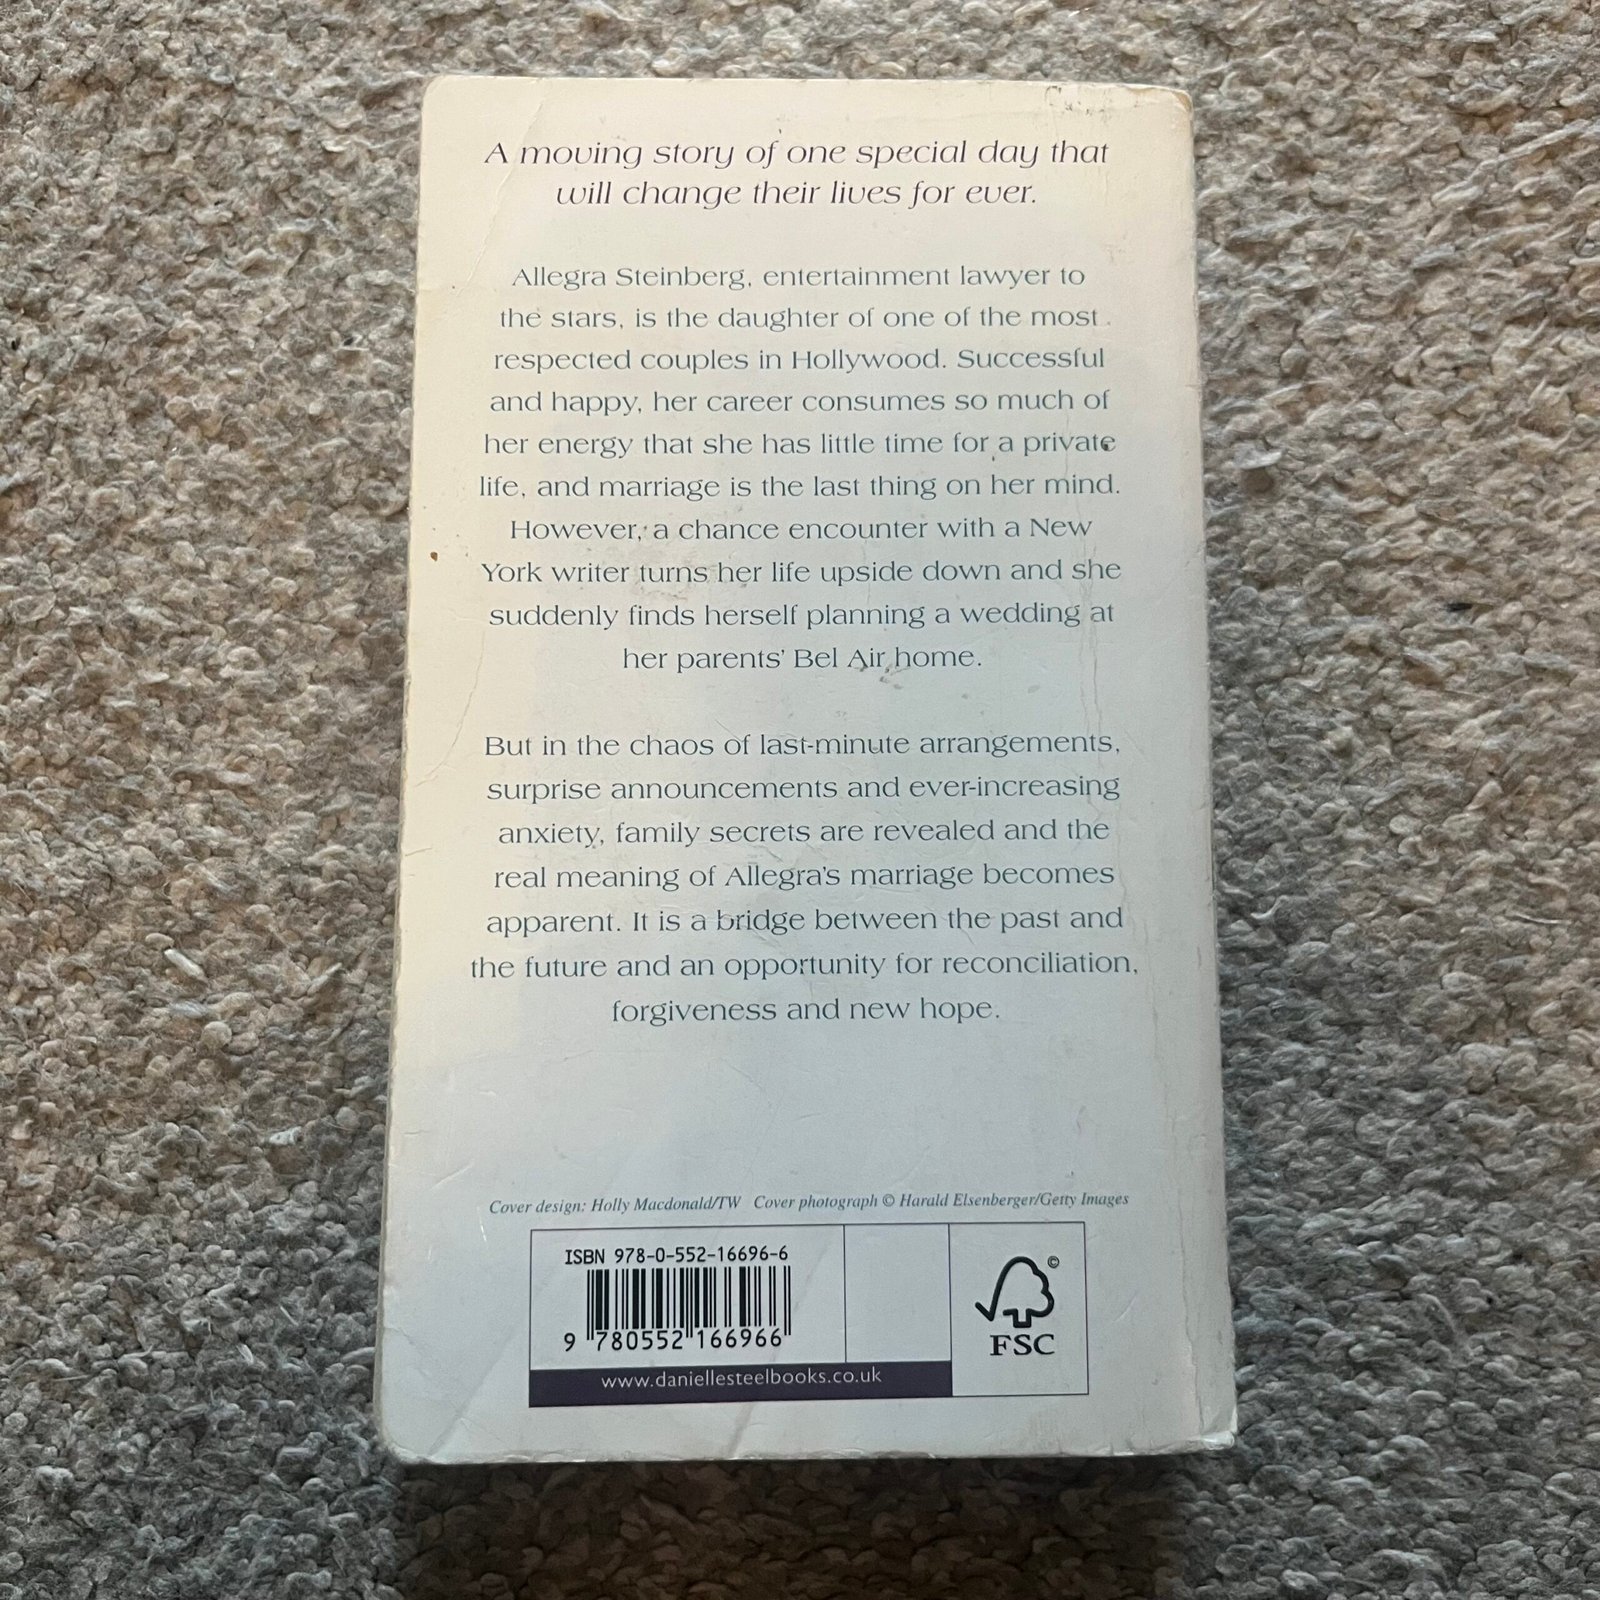 A moving story of one special day that
will change their lives for ever.
Allegra Steinberg, entertainment lawyer to
the stars, is the daughter of one of the most
respected couples in Hollywood. Successful
and happy, her career consumes so much of
her energy that she has little time for a private
life, and marriage is the last thing on her mind.
However, a chance encounter with a New
York writer turns her life upside down and she
suddenly finds herself planning a wedding at
her parents' Bel Air home.
But in the chaos of last-minute arrangements,
surprise announcements and ever-increasing
anxiety, family secrets are revealed and the
real meaning of Allegra's marriage becomes
apparent. It is a bridge between the past and
the future and an opportunity for reconciliation,
forgiveness and new hope.
Cover design: Holly Macdonald/TW Cover photograph © Harald Elsenberger/Getty Images
ISBN 978-0-552-16696-6
9 780552 166966
www.daniellesteelbooks.co.uk
©
FSC